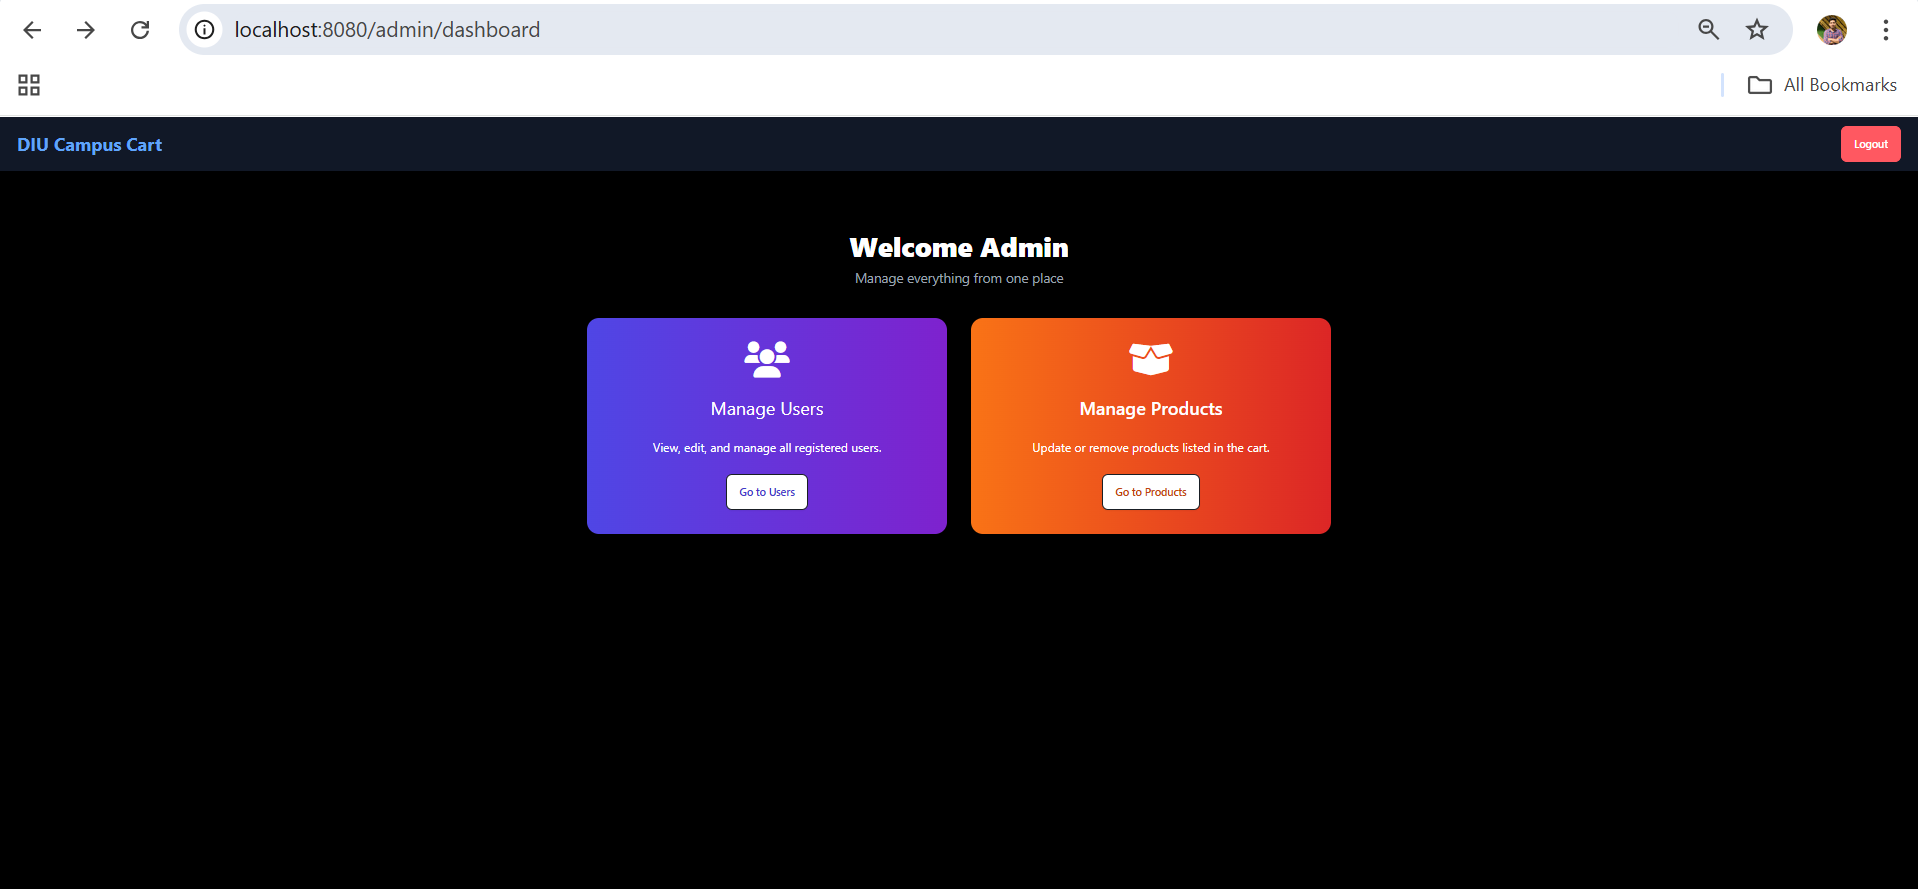 localhost:8080/admin/dashboard
All Bookmarks
DIU Campus Cart
Logout
Welcome Admin
Manage everything from one place
Manage Users
View, edit, and manage all registered users.
Go to Users
Manage Products
Update or remove products listed in the cart.
Go to Products